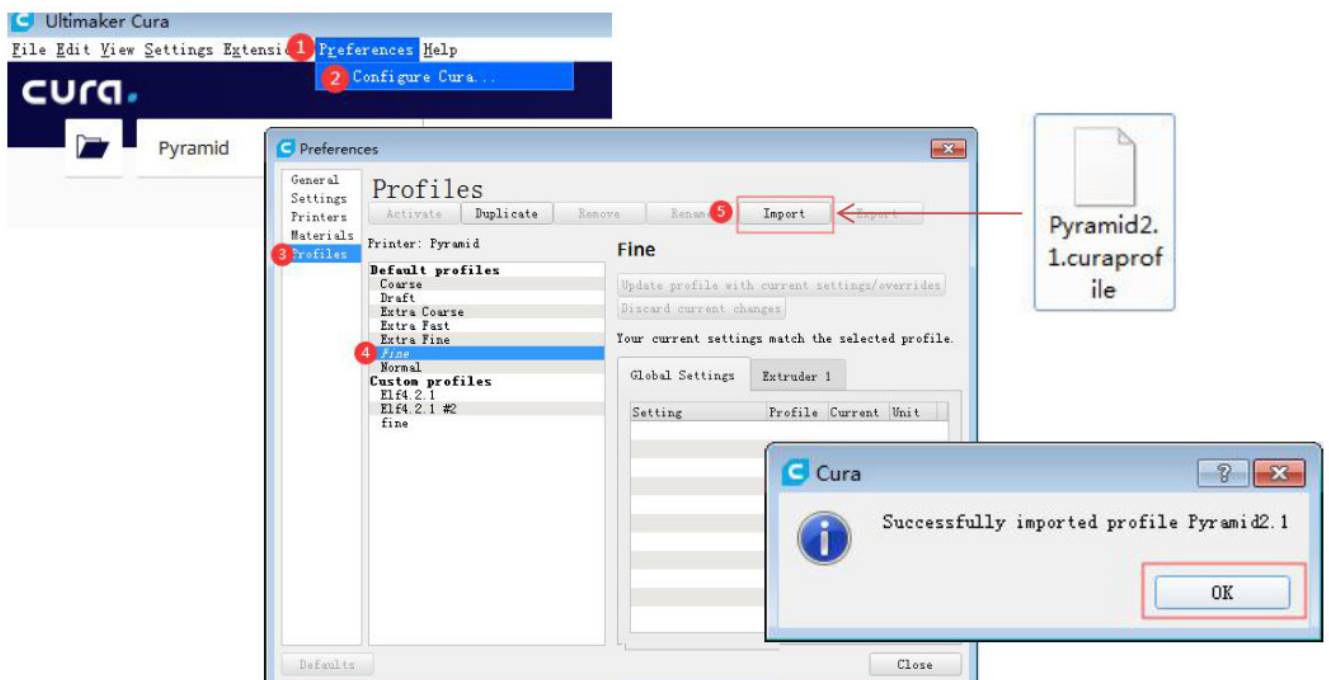 Ultimaker Cura
File Edit View Settings Extensi 1 Preferences Help
2 Configure Cura...
cura.
Pyramid
Preferences
General
Settings
Printers
Materials
3 Profiles
Profiles
Activate Duplicate Remove Rename 5 Import Export
Printer: Pyramid
Default profiles
Coarse
Draft
Extra Coarse
Extra Fast
Extra Fine
4 Fine
Normal
Custom profiles
Elf4.2.1
Elf4.2.1 #2
fine
Fine
Update profile with current settings/overrides
Discard current changes
Your current settings match the selected profile.
Global Settings Extruder 1
Setting Profile Current Unit
Defaults
Close
Pyramid2.
1.curaprof
ile
Cura
Successfully imported profile Pyramid2.1
OK